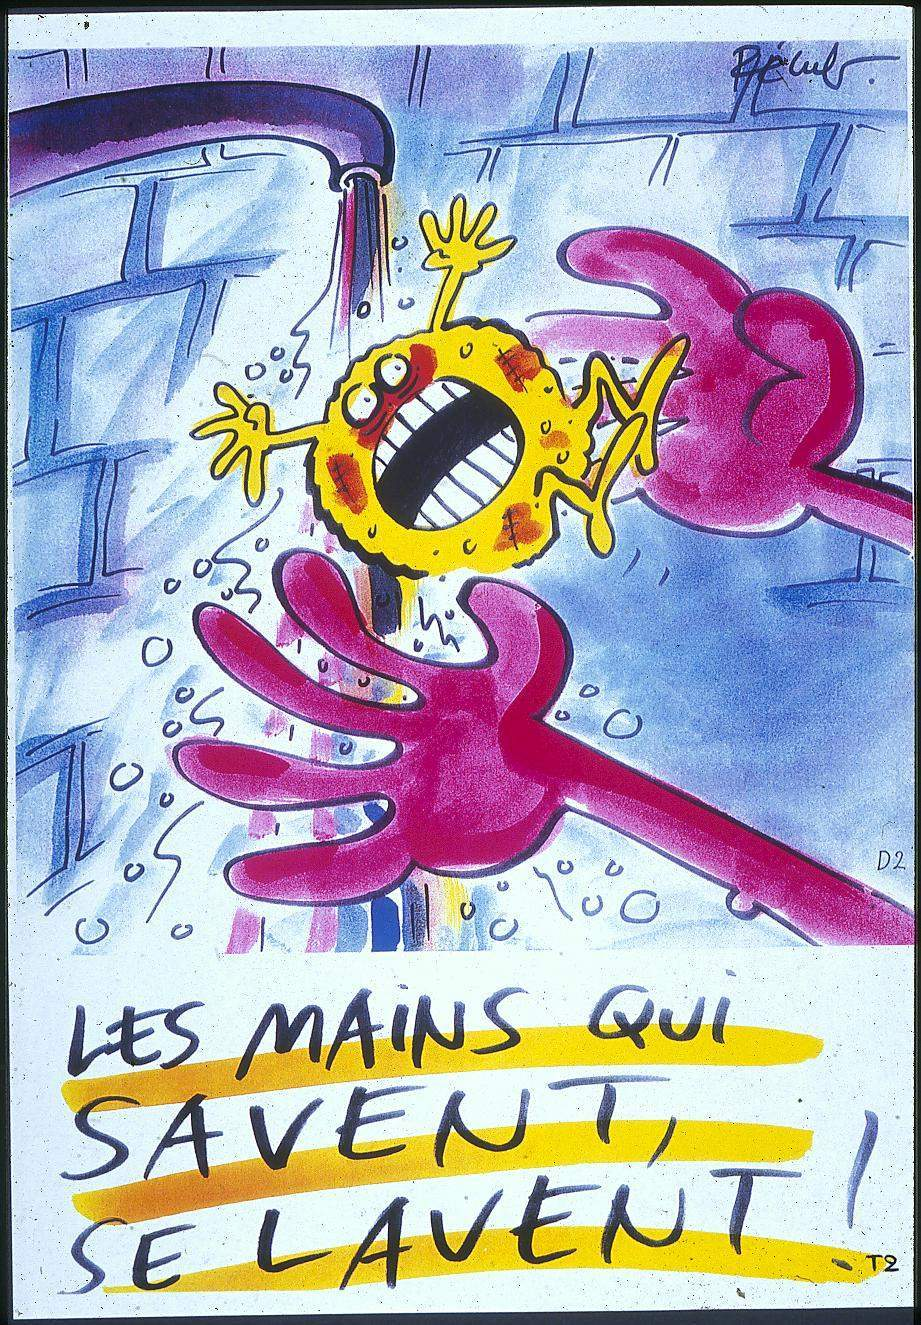 D2
LES MAINS QUI
SAVENT,
SE LAVENT !
T2